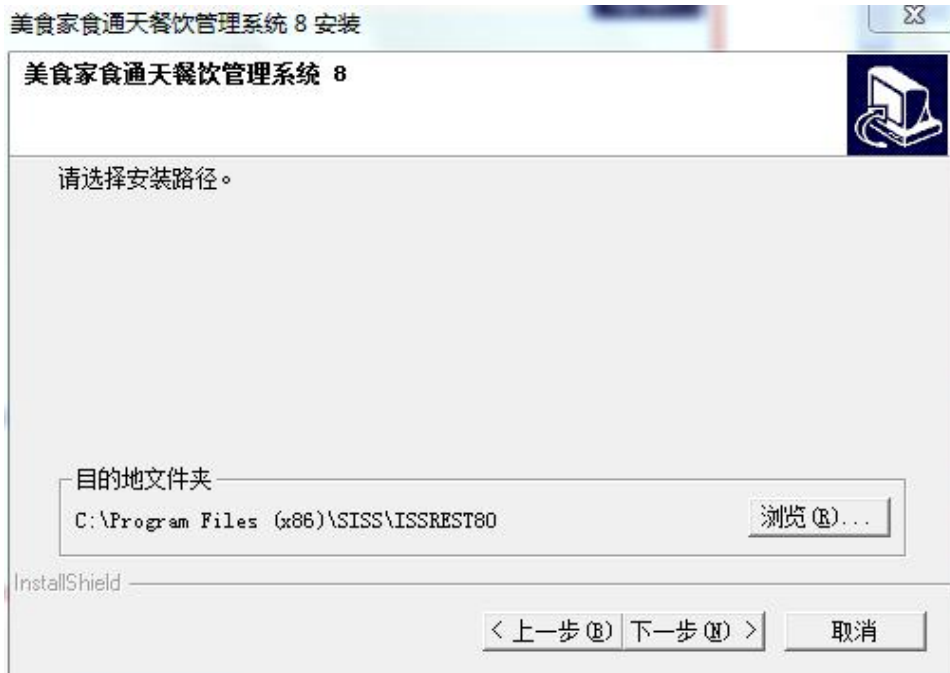 美食家食通天餐饮管理系统 8 安装
美食家食通天餐饮管理系统 8
请选择安装路径。
目的地文件夹
C:\Program Files (x86)\SISS\ISSREST80
浏览(R)...
InstallShield
< 上一步(B) 下一步(N) > 取消